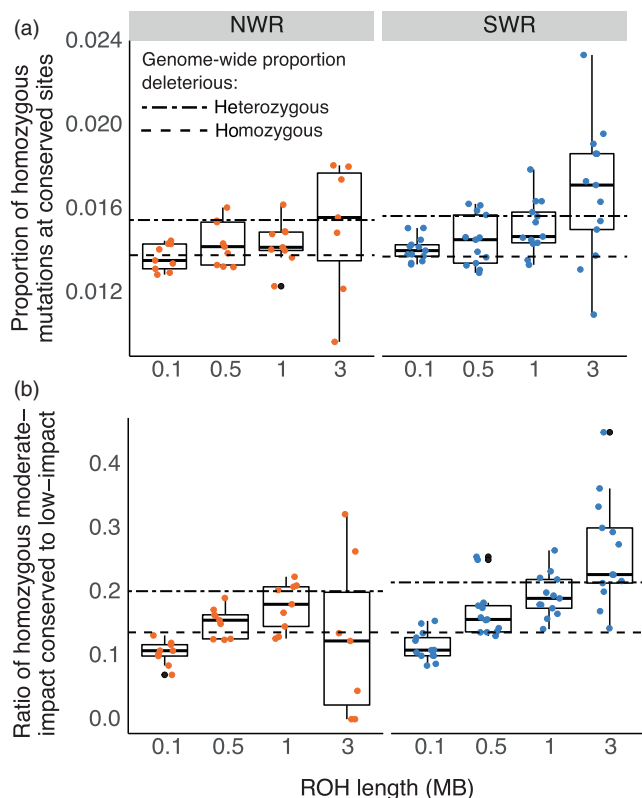 (a)
NWR
SWR
Proportion of homozygous
mutations at conserved sites
0.024
0.020
0.016
0.012
Genome-wide proportion
deleterious:
Heterozygous
Homozygous
0.1 0.5 1 3
0.1 0.5 1 3
(b)
Ratio of homozygous moderate−
impact conserved to low−impact
0.4
0.3
0.2
0.1
0.0
0.1 0.5 1 3
0.1 0.5 1 3
ROH length (MB)